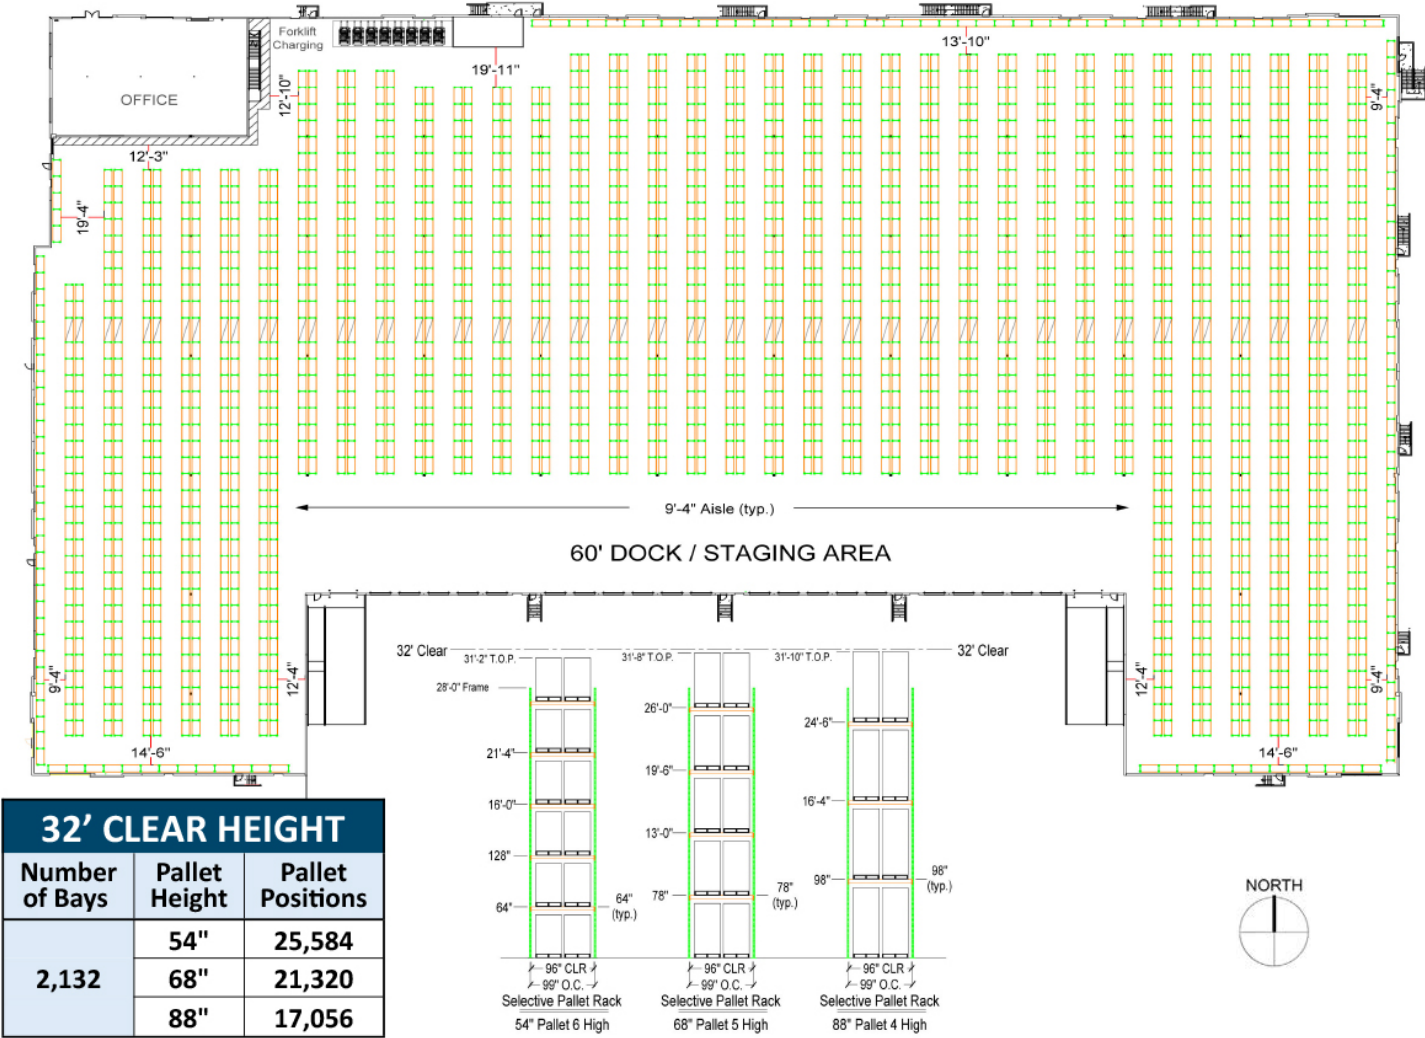 Forklift
Charging
OFFICE
12'-10"
19'-11"
13'-10"
9'-4"
12'-3"
19'-4"
9'-4" Aisle (typ.)
60' DOCK / STAGING AREA
9'-4"
12'-4"
12'-4"
9'-4"
14'-6"
14'-6"
32' Clear
32' Clear
31'-2" T.O.P.
28'-0" Frame
21'-4"
16'-0"
128"
64"
64"
(typ.)
96" CLR
99" O.C.
Selective Pallet Rack
54" Pallet 6 High
31'-8" T.O.P.
26'-0"
19'-6"
13'-0"
78"
78"
(typ.)
96" CLR
99" O.C.
Selective Pallet Rack
68" Pallet 5 High
31'-10" T.O.P.
24'-6"
16'-4"
98"
98"
(typ.)
96" CLR
99" O.C.
Selective Pallet Rack
88" Pallet 4 High
NORTH
32’ CLEAR HEIGHT
Number of Bays Pallet Height Pallet Positions
2,132
54" 25,584
68" 21,320
88" 17,056